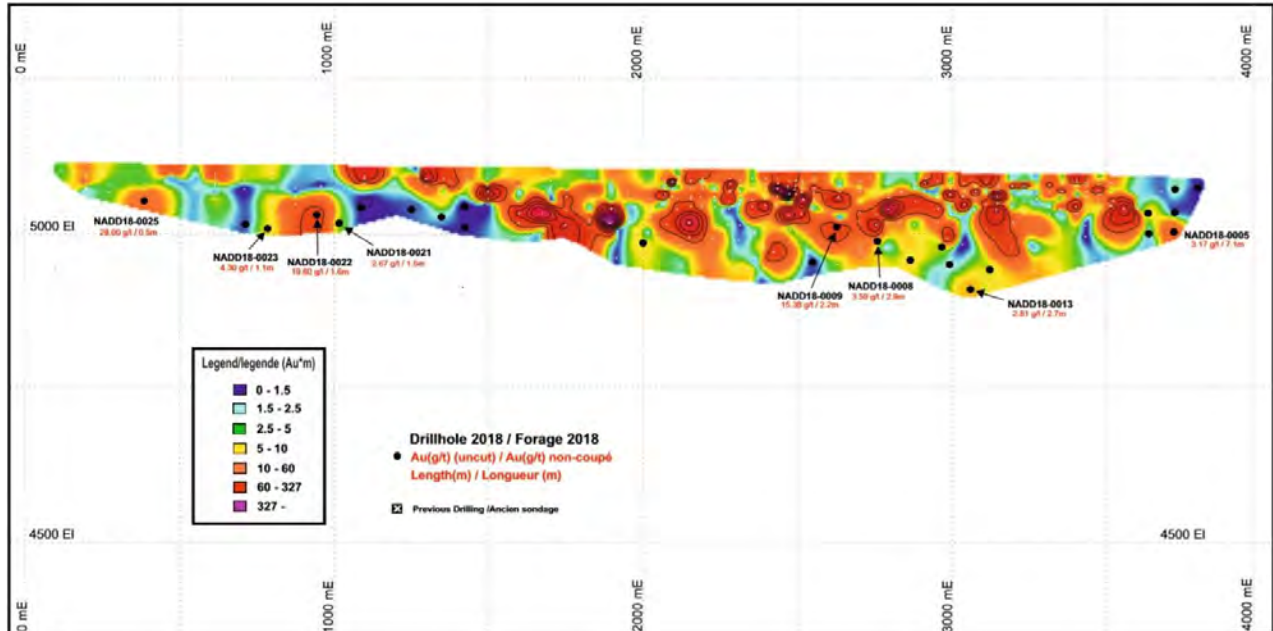 0 mE
1000 mE
2000 mE
3000 mE
4000 mE
5000 El
NADD18-0025
28.00 g/t / 0.5m
NADD18-0023
4.30 g/t / 1.1m
NADD18-0022
19.60 g/t / 1.6m
NADD18-0021
2.67 g/t / 1.5m
NADD18-0009
15.30 g/t / 2.2m
NADD18-0008
3.50 g/t / 2.9m
NADD18-0013
2.81 g/t / 2.7m
NADD18-0005
3.17 g/t / 7.1m
Legend/legende (Au*m)
0 - 1.5
1.5 - 2.5
2.5 - 5
5 - 10
10 - 60
60 - 327
327 -
Drillhole 2018 / Forage 2018
Au(g/t) (uncut) / Au(g/t) non-coupé
Length(m) / Longueur (m)
Previous Drilling /Ancien sondage
4500 El
4500 El
0 mE
1000 mE
2000 mE
3000 mE
4000 mE